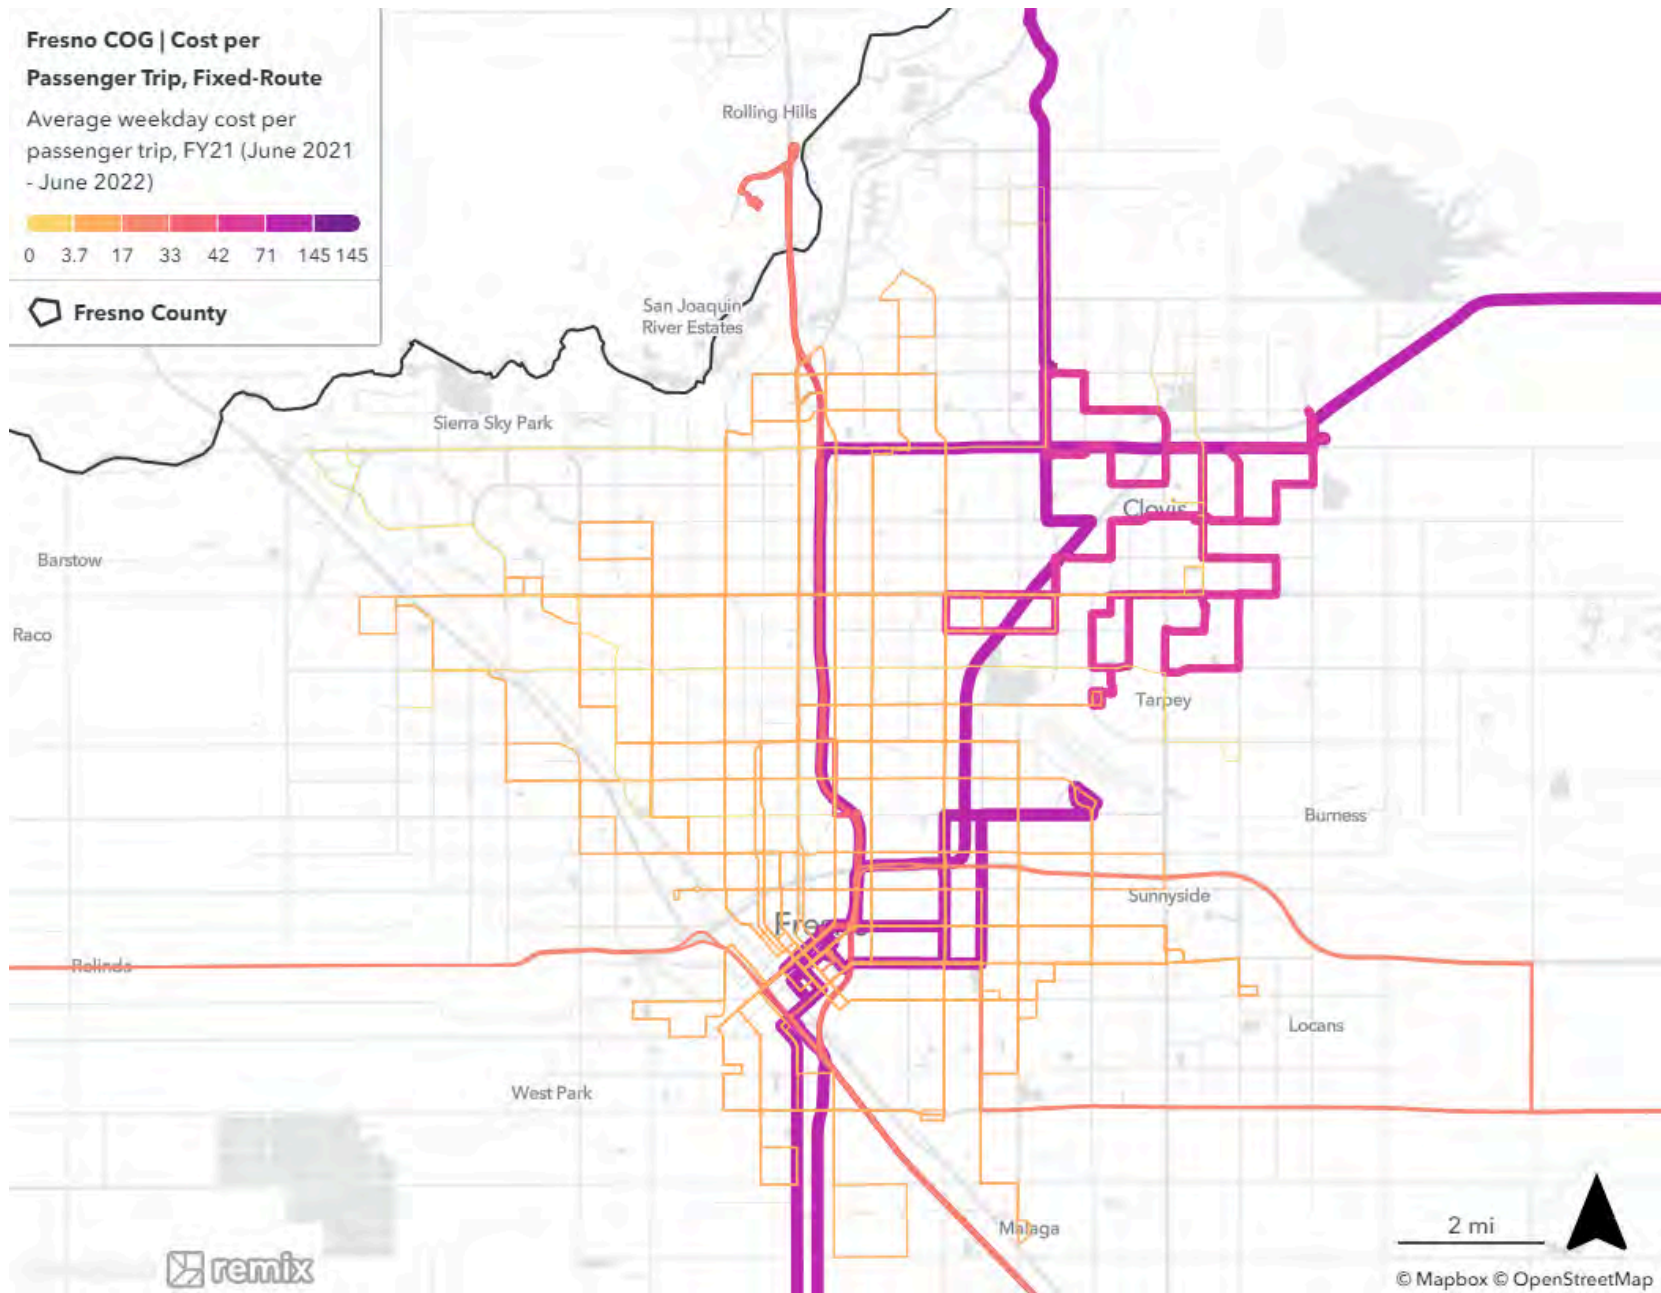 Fresno COG | Cost per
Passenger Trip, Fixed-Route
Average weekday cost per
passenger trip, FY21 (June 2021
- June 2022)
0 3.7 17 33 42 71 145 145
Fresno County
Rolling Hills
San Joaquin
River Estates
Sierra Sky Park
Clovis
Barstow
Raco
Tarpey
Burness
Sunnyside
Fresno
Rolinda
Locans
West Park
Malaga
2 mi
remix
© Mapbox © OpenStreetMap